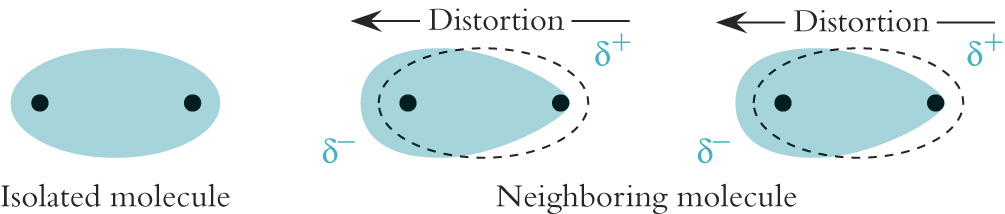 Distortion
Distortion
δ+
δ+
δ−
δ−
Isolated molecule
Neighboring molecule